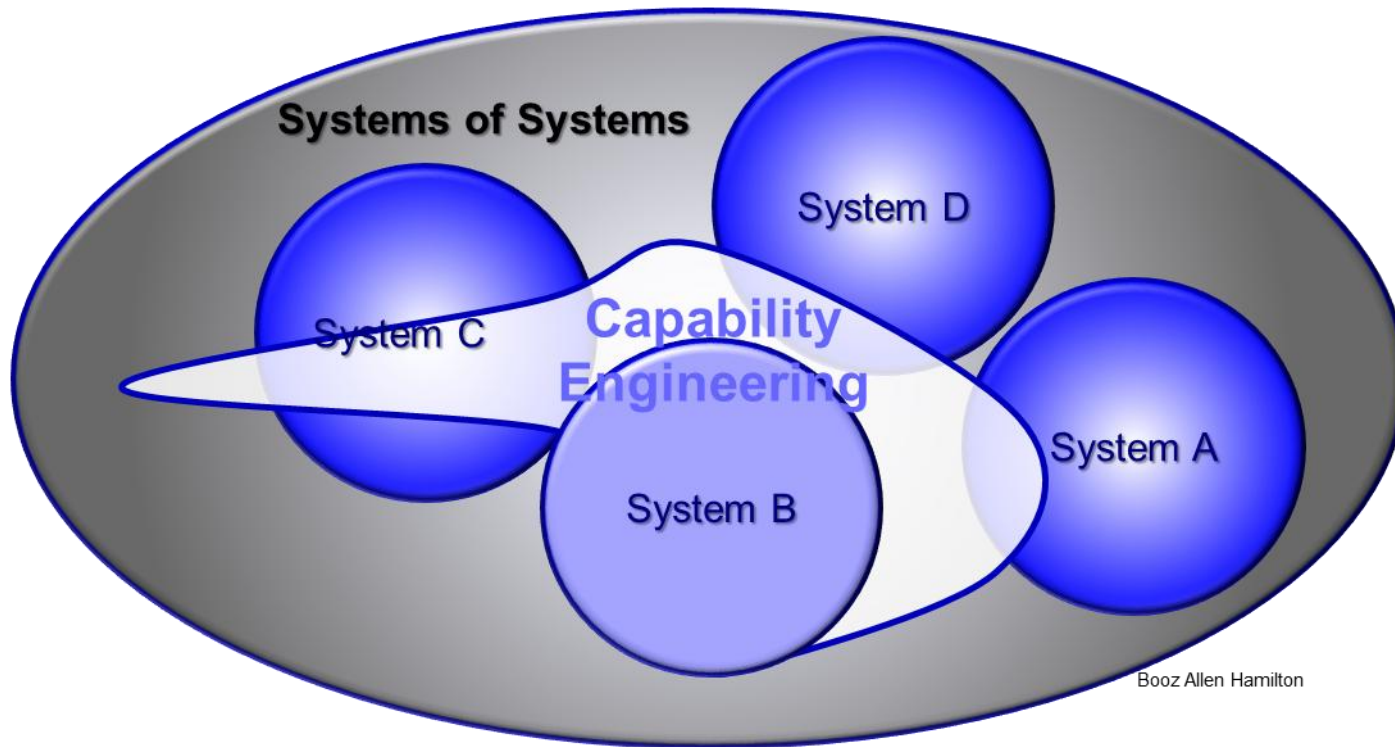 Systems of Systems
System D
System C
Capability
Engineering
System A
System B
Booz Allen Hamilton